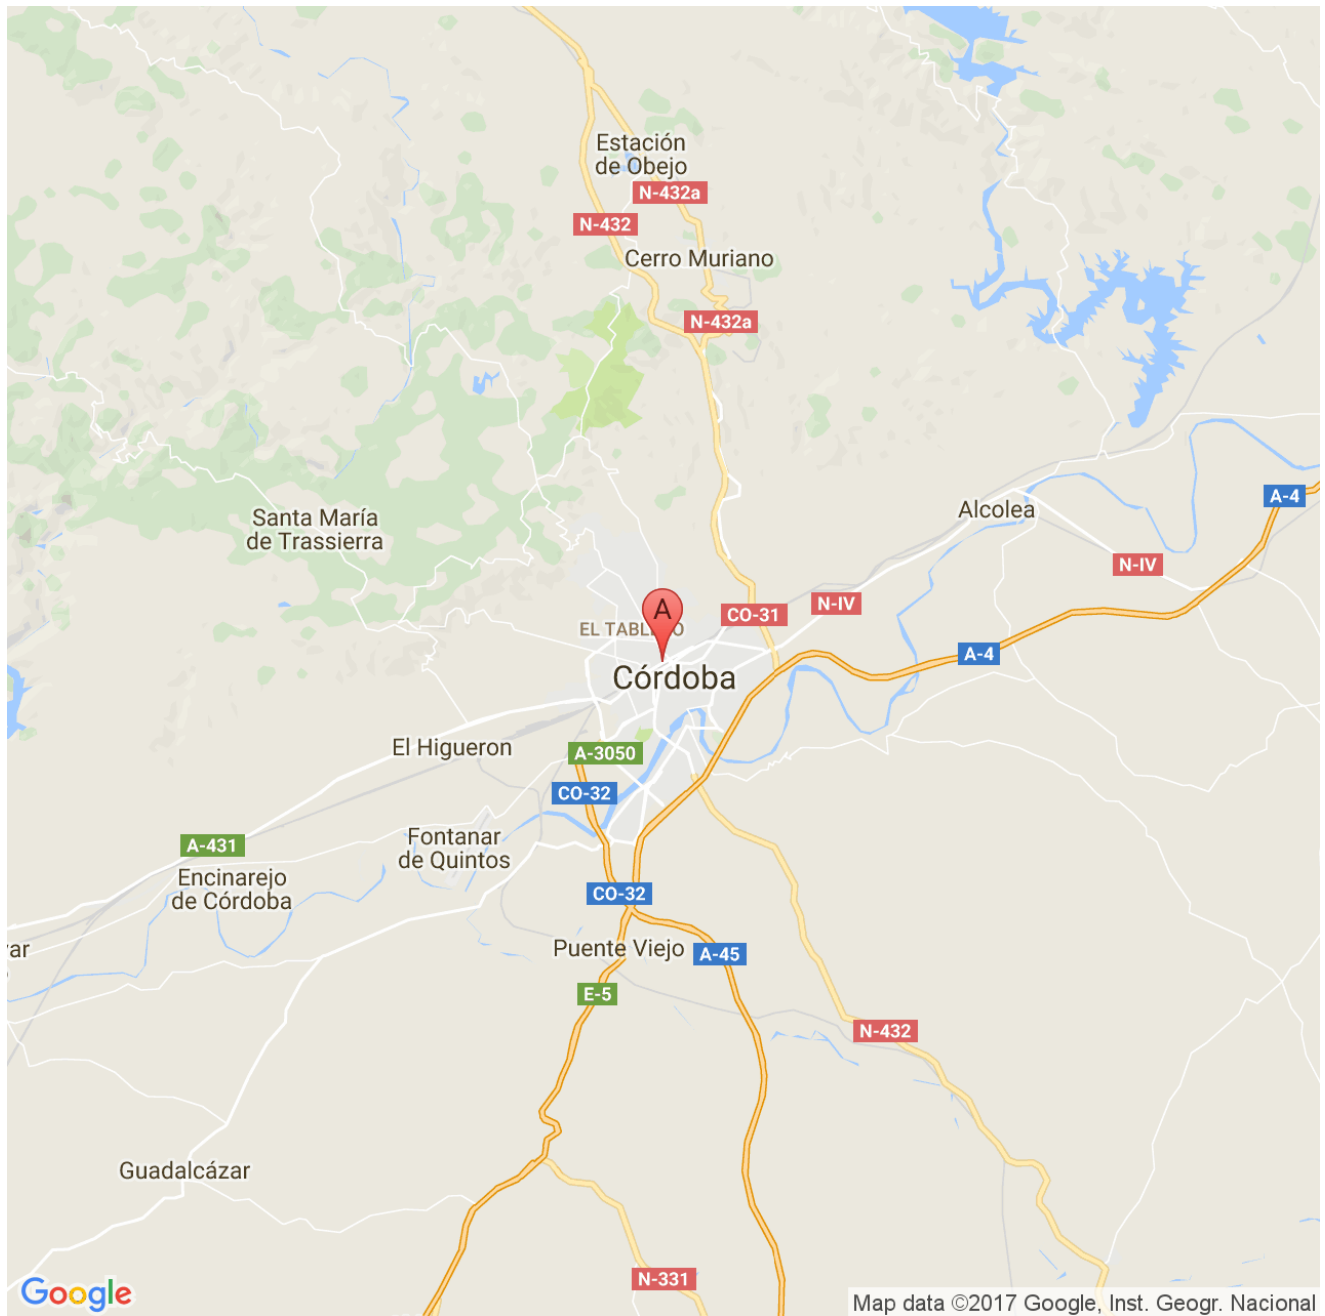 Estación
de Obejo
N-432a
N-432
Cerro Muriano
N-432a
A-4
Alcolea
Santa María
de Trassierra
N-IV
N-IV
A
CO-31
EL TABLERO
A-4
Córdoba
El Higueron
A-3050
CO-32
Fontanar
de Quintos
A-431
Encinarejo
de Córdoba
CO-32
Puente Viejo
A-45
E-5
N-432
Guadalcázar
N-331
Google
Map data ©2017 Google, Inst. Geogr. Nacional